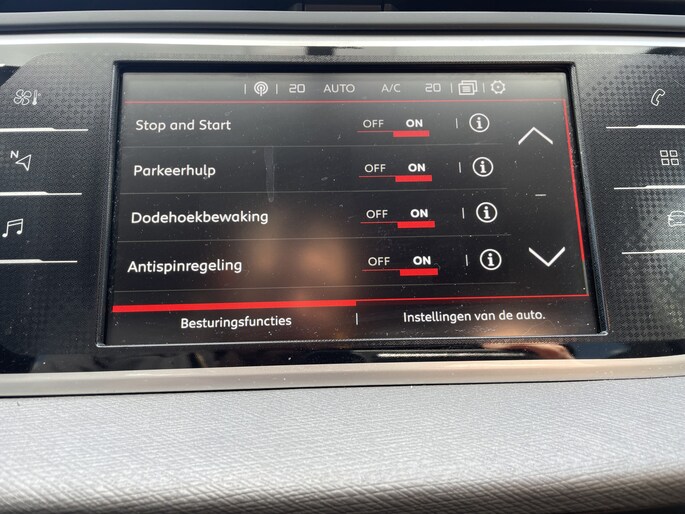 20 AUTO A/C 20
Stop and Start OFF ON
Parkeerhulp OFF ON
Dodehoekbewaking OFF ON
Antispinregeling OFF ON
Besturingsfuncties Instellingen van de auto.
N